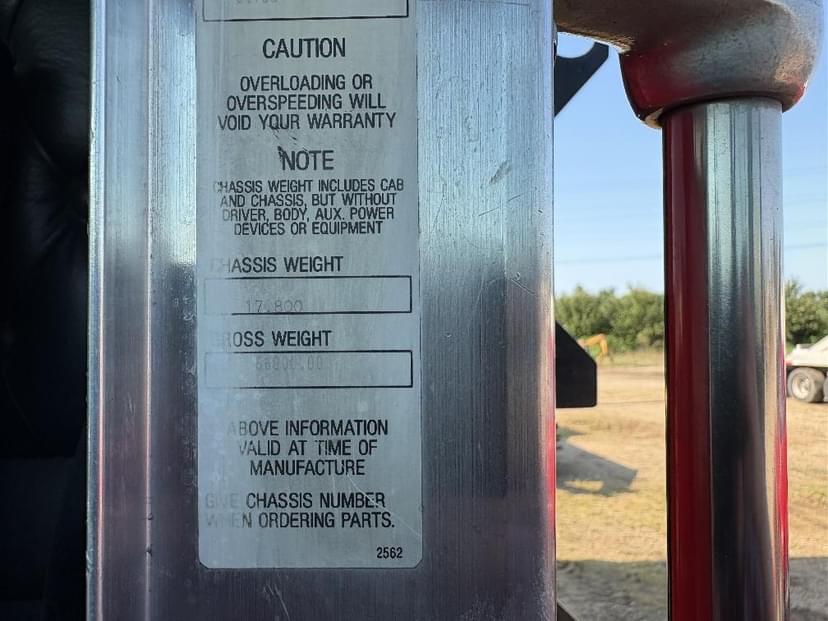 CAUTION
OVERLOADING OR
OVERSPEEDING WILL
VOID YOUR WARRANTY
NOTE
CHASSIS WEIGHT INCLUDES CAB
AND CHASSIS, BUT WITHOUT
DRIVER, BODY, AUX. POWER
DEVICES OR EQUIPMENT
CHASSIS WEIGHT
17,800
GROSS WEIGHT
ABOVE INFORMATION
VALID AT TIME OF
MANUFACTURE
GIVE CHASSIS NUMBER
WHEN ORDERING PARTS.
2562